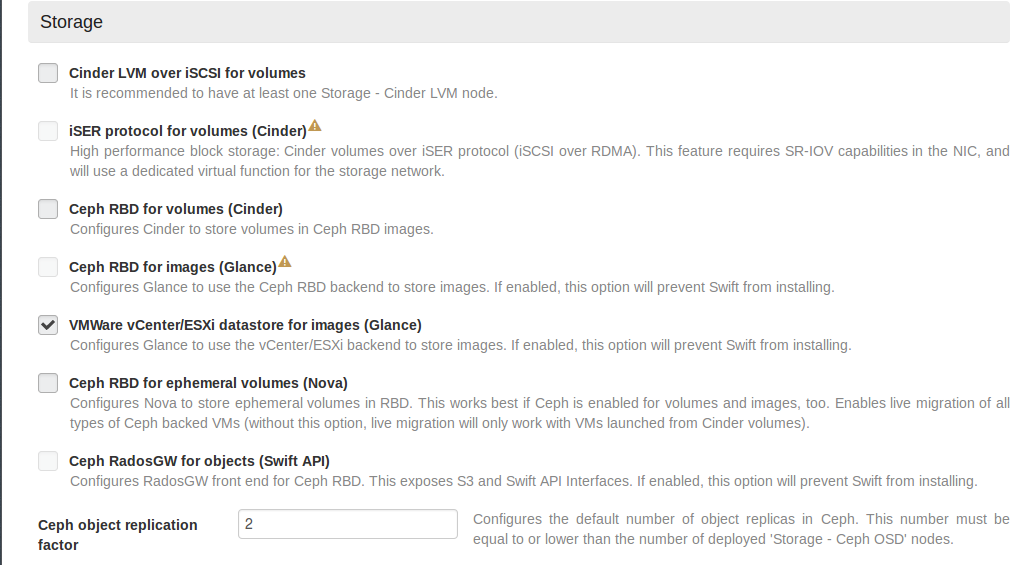 Storage
Cinder LVM over iSCSI for volumes
It is recommended to have at least one Storage - Cinder LVM node.
iSER protocol for volumes (Cinder)
High performance block storage: Cinder volumes over iSER protocol (iSCSI over RDMA). This feature requires SR-IOV capabilities in the NIC, and
will use a dedicated virtual function for the storage network.
Ceph RBD for volumes (Cinder)
Configures Cinder to store volumes in Ceph RBD images.
Ceph RBD for images (Glance)
Configures Glance to use the Ceph RBD backend to store images. If enabled, this option will prevent Swift from installing.
VMWare vCenter/ESXi datastore for images (Glance)
Configures Glance to use the vCenter/ESXi backend to store images. If enabled, this option will prevent Swift from installing.
Ceph RBD for ephemeral volumes (Nova)
Configures Nova to store ephemeral volumes in RBD. This works best if Ceph is enabled for volumes and images, too. Enables live migration of all
types of Ceph backed VMs (without this option, live migration will only work with VMs launched from Cinder volumes).
Ceph RadosGW for objects (Swift API)
Configures RadosGW front end for Ceph RBD. This exposes S3 and Swift API Interfaces. If enabled, this option will prevent Swift from installing.
Ceph object replication
factor
2
Configures the default number of object replicas in Ceph. This number must be
equal to or lower than the number of deployed 'Storage - Ceph OSD' nodes.